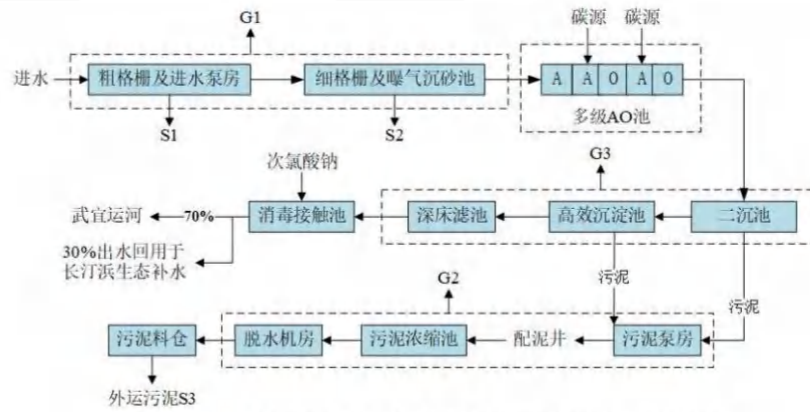 G1
碳源
碳源
进水
粗格栅及进水泵房
细格栅及曝气沉砂池
A
A
O
A
O
多级AO池
S1
S2
次氯酸钠
G3
武宜运河
70%
消毒接触池
深床滤池
高效沉淀池
二沉池
30%出水回用于
长汀浜生态补水
污泥
污泥
G2
污泥料仓
脱水机房
污泥浓缩池
配泥井
污泥泵房
外运污泥S3